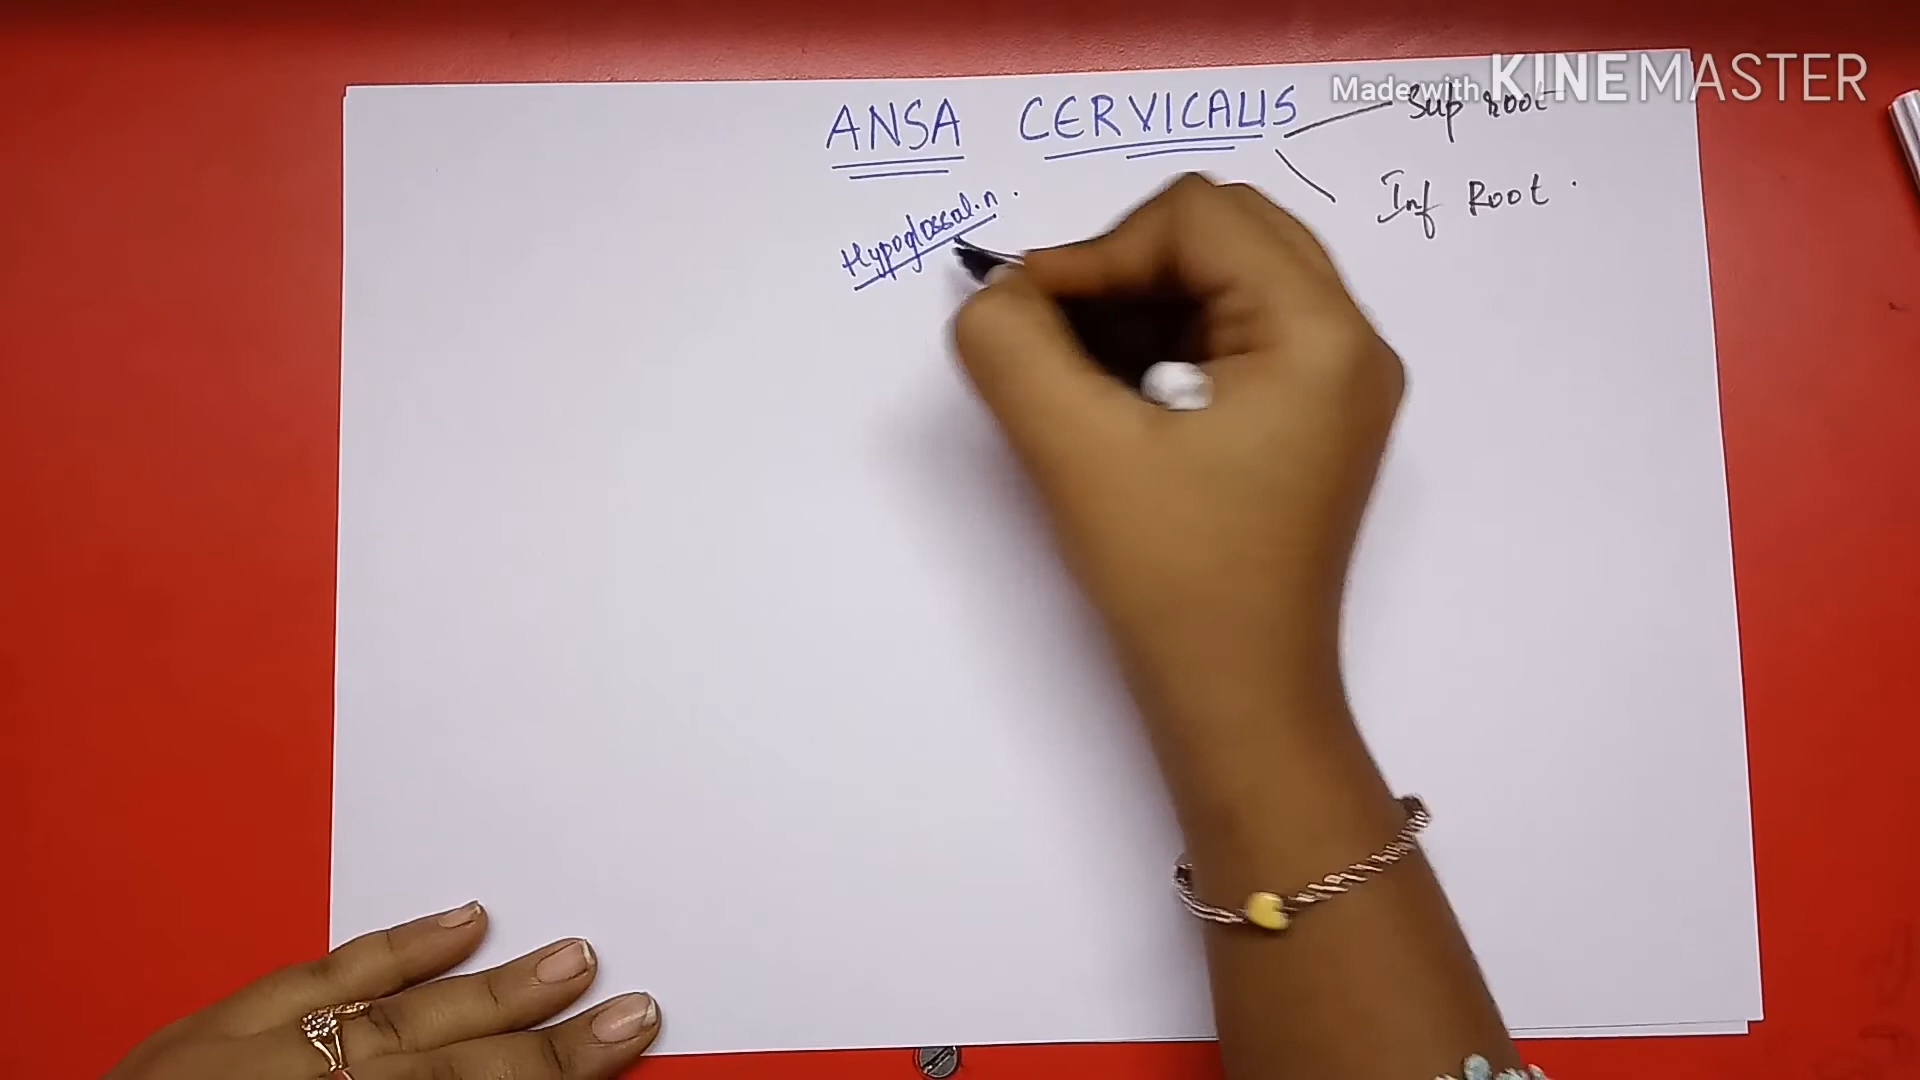 Made with KINEMASTER
ANSA CERVICALIS
Sup root
Inf Root .
Hypoglossal.n .